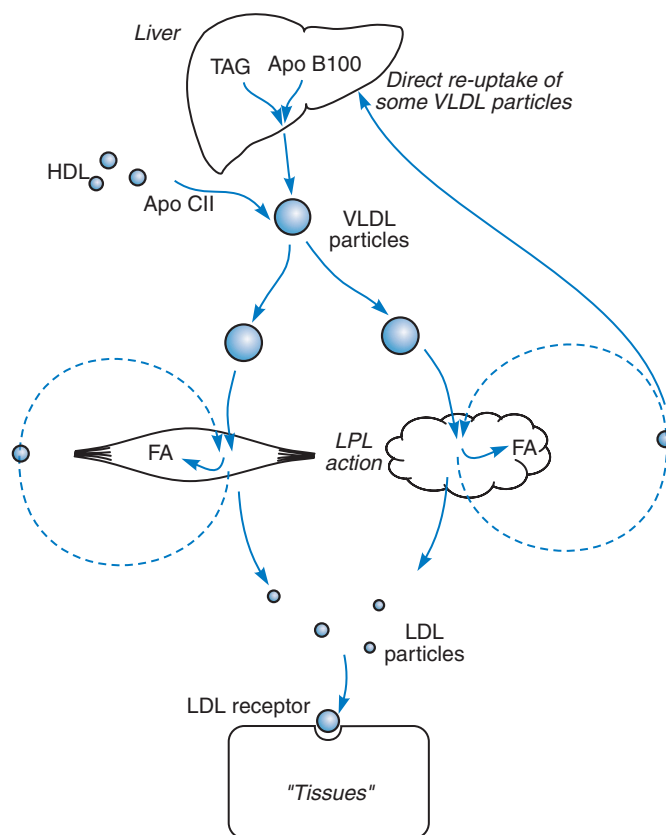 Liver
TAG
Apo B100
Direct re-uptake of
some VLDL particles
HDL
Apo CII
VLDL
particles
FA
LPL
action
FA
LDL
particles
LDL receptor
"Tissues"